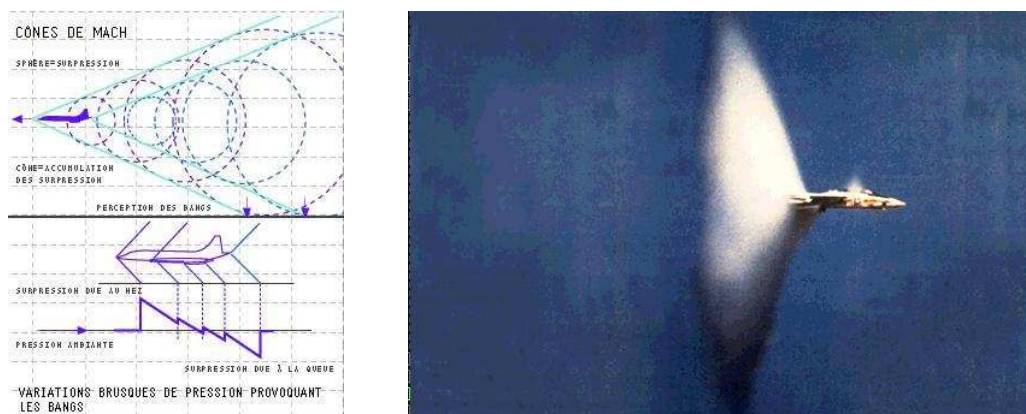 CÔNES DE MACH
SPHÈRE=SURPRESSION
CÔNE=ACCUMULATION
DES SURPRESSION
PERCEPTION DES BANGS
SURPRESSION DUE AU NEZ
PRESSION AMBIANTE
SURPRESSION DUE À LA QUEUE
VARIATIONS BRUSQUES DE PRESSION PROVOQUANT
LES BANGS